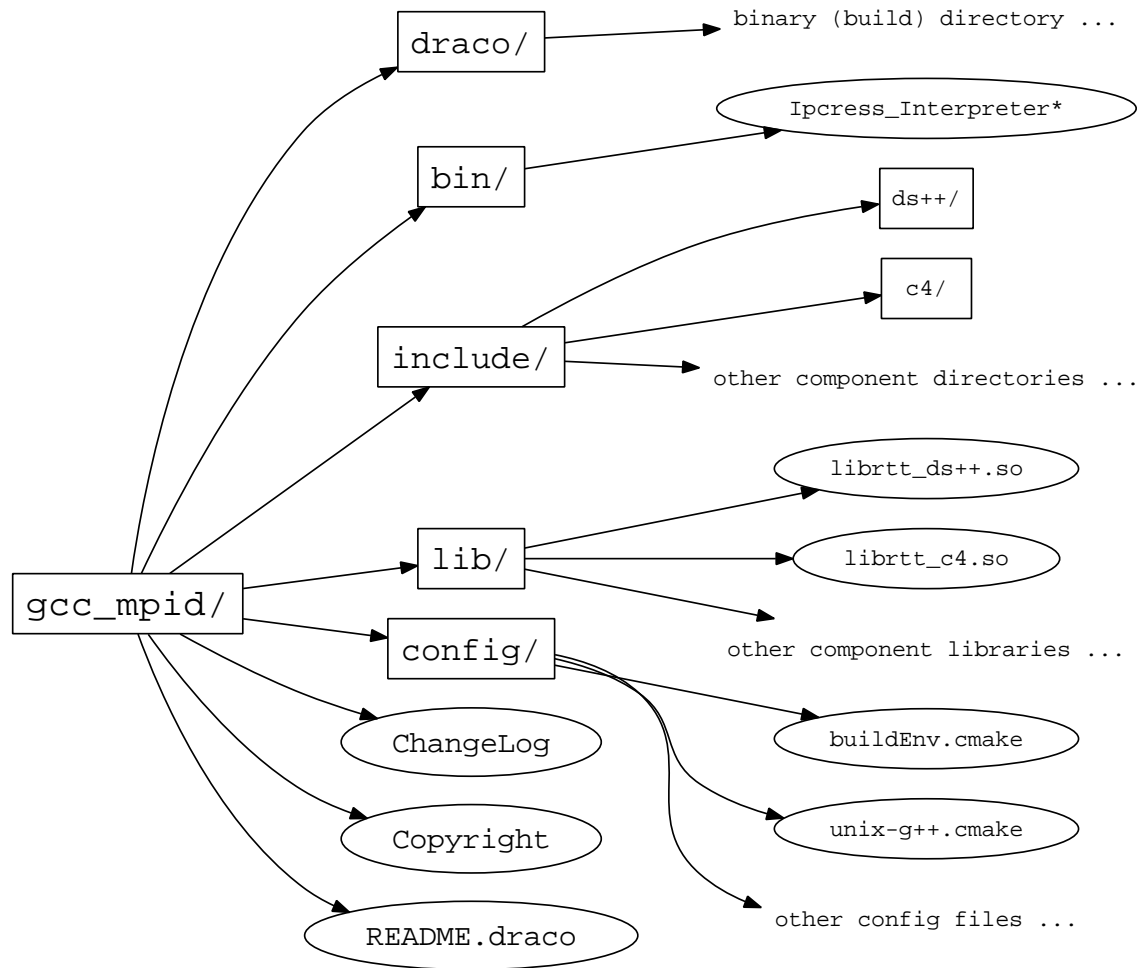 draco/
binary (build) directory ...
Ipcress_Interpreter*
bin/
ds++/
c4/
include/
other component directories ...
librtt_ds++.so
lib/
librtt_c4.so
gcc_mpid/
other component libraries ...
config/
buildEnv.cmake
ChangeLog
unix-g++.cmake
Copyright
other config files ...
README.draco